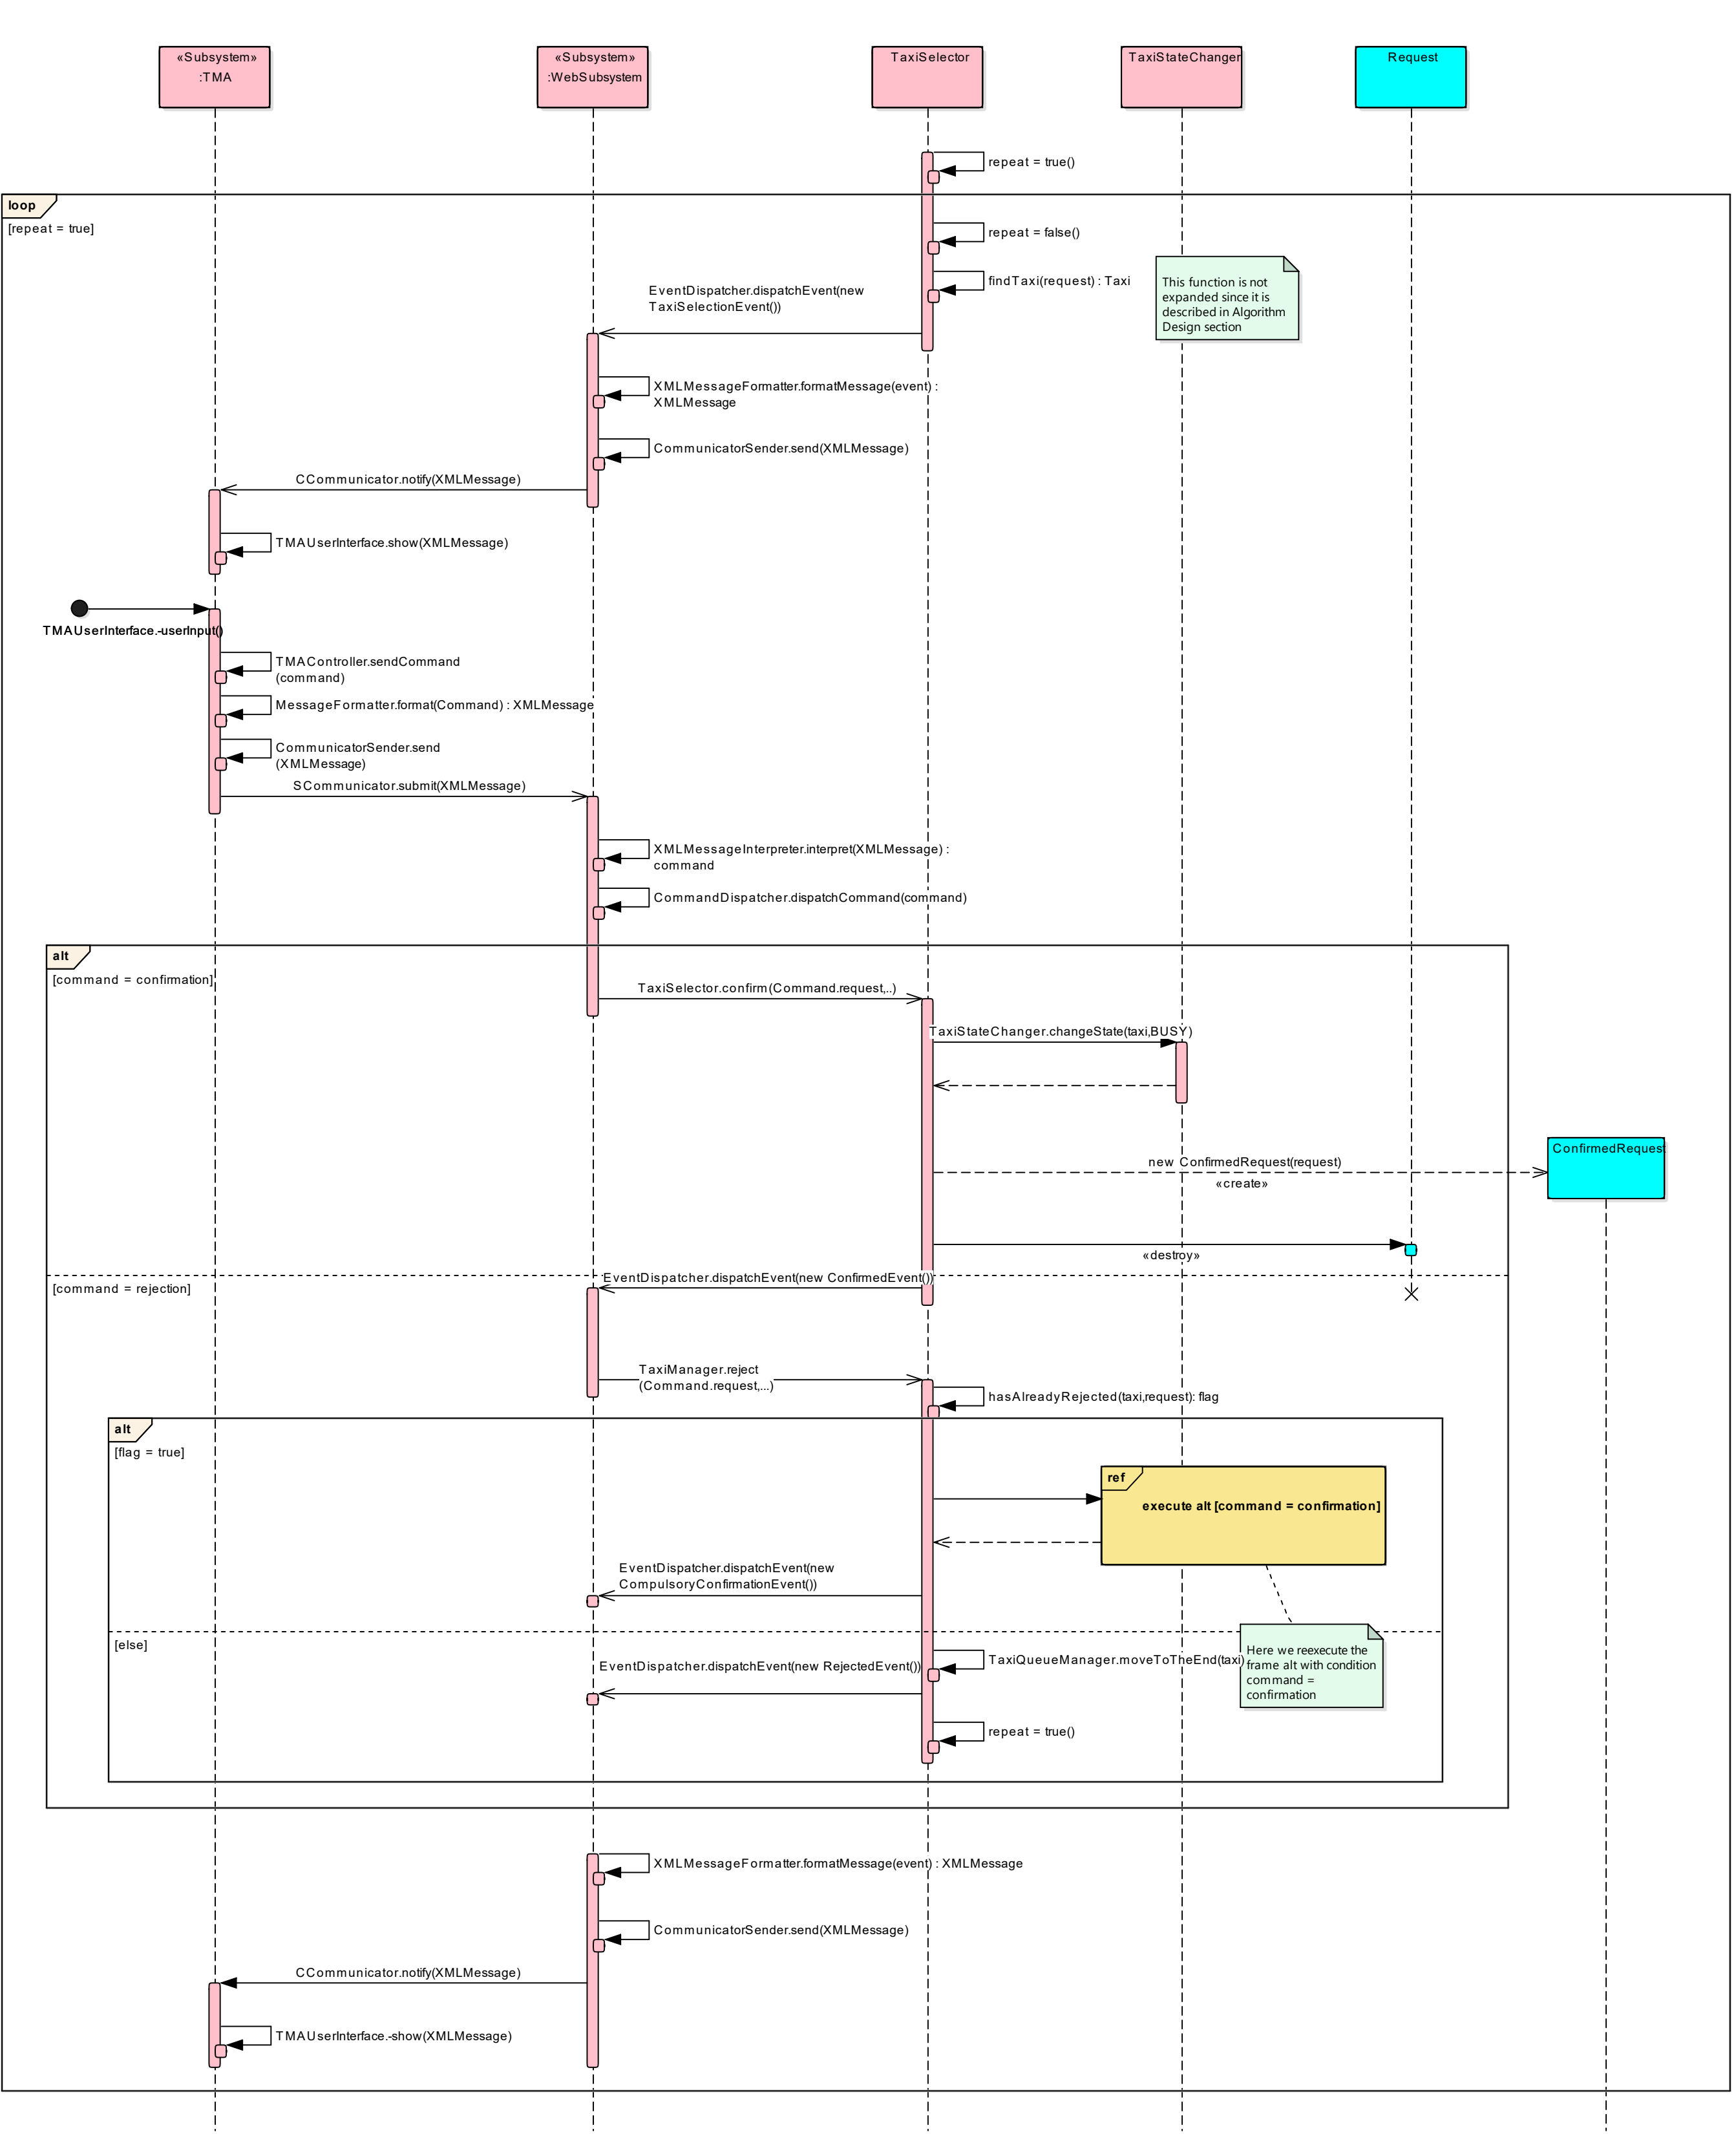 «Subsystem»
:TMA
«Subsystem»
:WebSubsystem
TaxiSelector
TaxiStateChanger
Request
repeat = true()
loop
[repeat = true]
repeat = false()
findTaxi(request) : Taxi
This function is not
expanded since it is
described in Algorithm
Design section
EventDispatcher.dispatchEvent(new
TaxiSelectionEvent())
XMLMessageFormatter.formatMessage(event) :
XMLMessage
CommunicatorSender.send(XMLMessage)
CCommunicator.notify(XMLMessage)
TMAUserInterface.show(XMLMessage)
TMAUserInterface.-userInput()
TMAController.sendCommand
(command)
MessageFormatter.format(Command) : XMLMessage
CommunicatorSender.send
(XMLMessage)
SCommunicator.submit(XMLMessage)
XMLMessageInterpreter.interpret(XMLMessage) :
command
CommandDispatcher.dispatchCommand(command)
alt
[command = confirmation]
TaxiSelector.confirm(Command.request,..)
TaxiStateChanger.changeState(taxi,BUSY)
ConfirmedRequest
new ConfirmedRequest(request)
«create»
«destroy»
EventDispatcher.dispatchEvent(new ConfirmedEvent())
[command = rejection]
TaxiManager.reject
(Command.request,...)
hasAlreadyRejected(taxi,request): flag
alt
[flag = true]
ref
execute alt [command = confirmation]
EventDispatcher.dispatchEvent(new
CompulsoryConfirmationEvent())
[else]
Here we reexecute the
frame alt with condition
command =
confirmation
TaxiQueueManager.moveToTheEnd(taxi)
EventDispatcher.dispatchEvent(new RejectedEvent())
repeat = true()
XMLMessageFormatter.formatMessage(event) : XMLMessage
CommunicatorSender.send(XMLMessage)
CCommunicator.notify(XMLMessage)
TMAUserInterface.-show(XMLMessage)